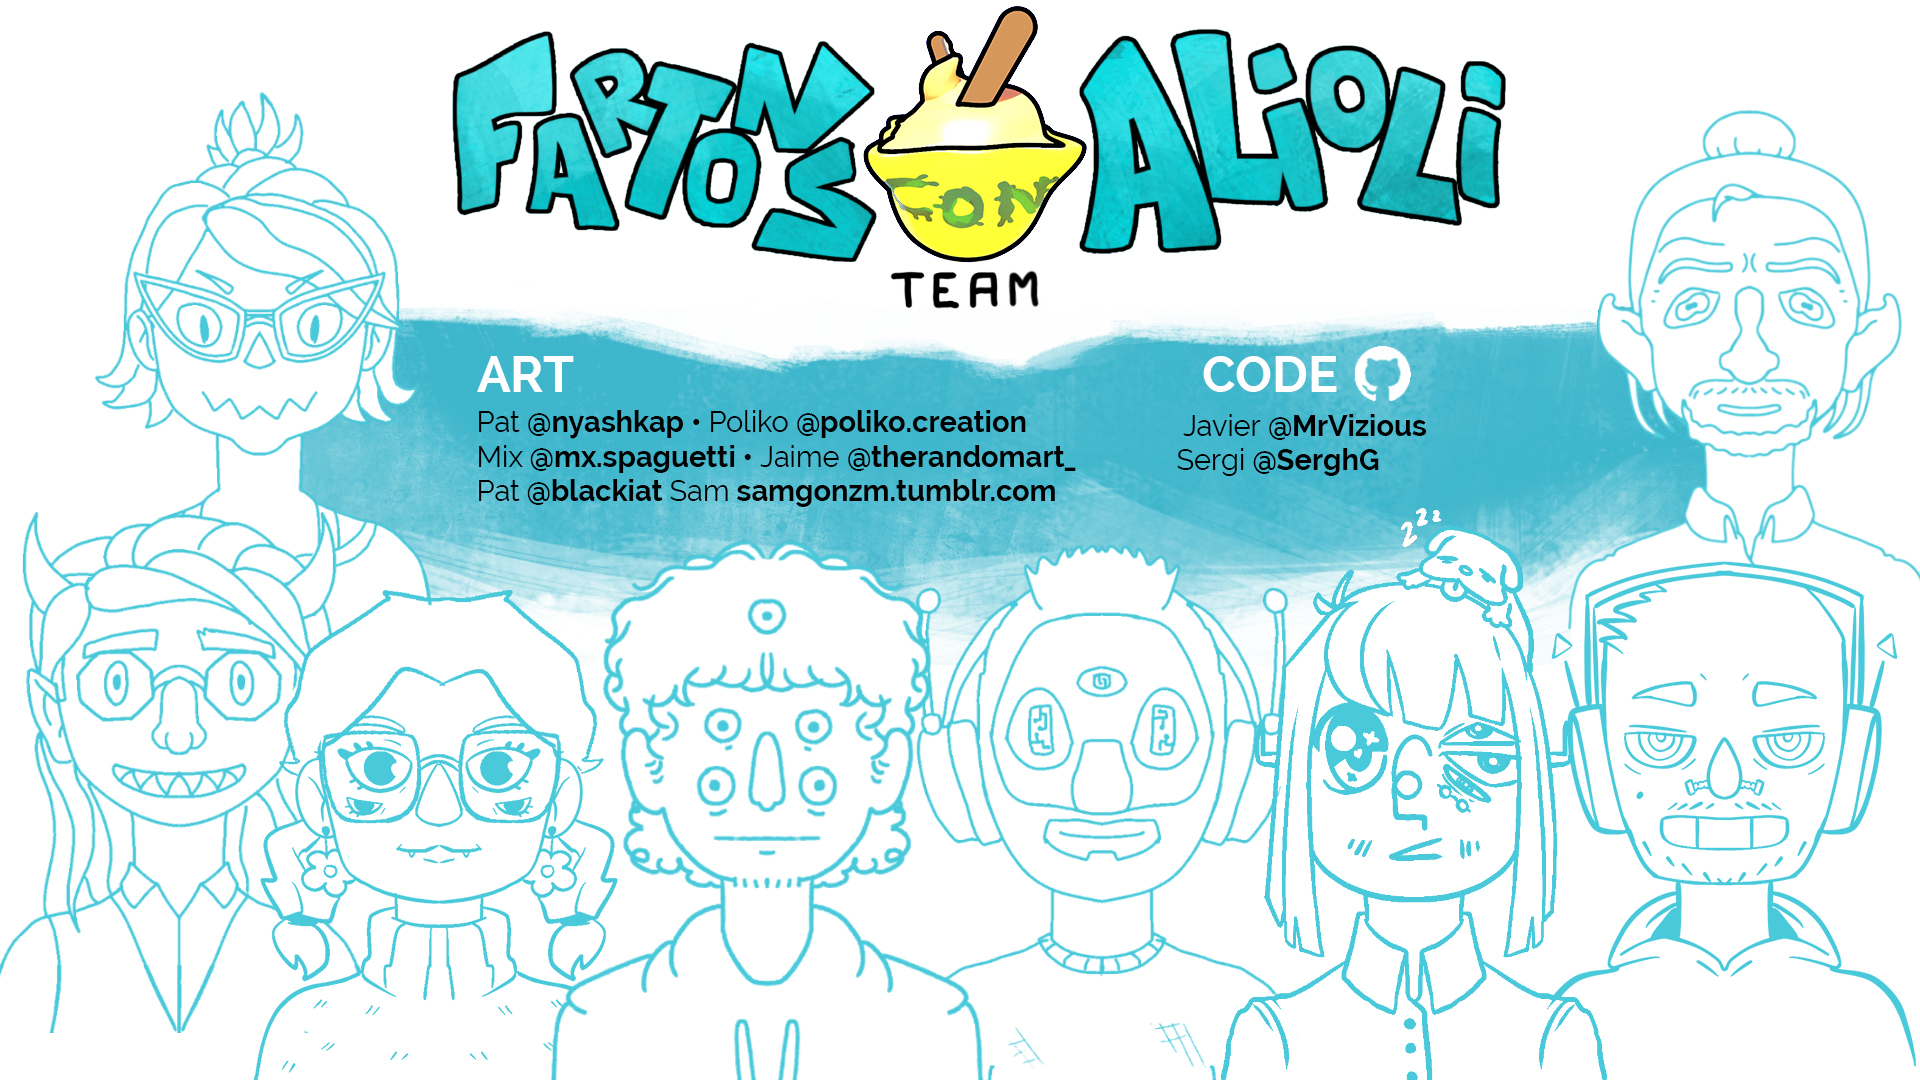 FARTONS CON ALiOLi
TEAM
ART
Pat @nyashkap • Poliko @poliko.creation
Mix @mx.spaguetti • Jaime @therandomart_
Pat @blackiat Sam samgonzm.tumblr.com
CODE
Javier @MrVizious
Sergi @SerghG
zzz